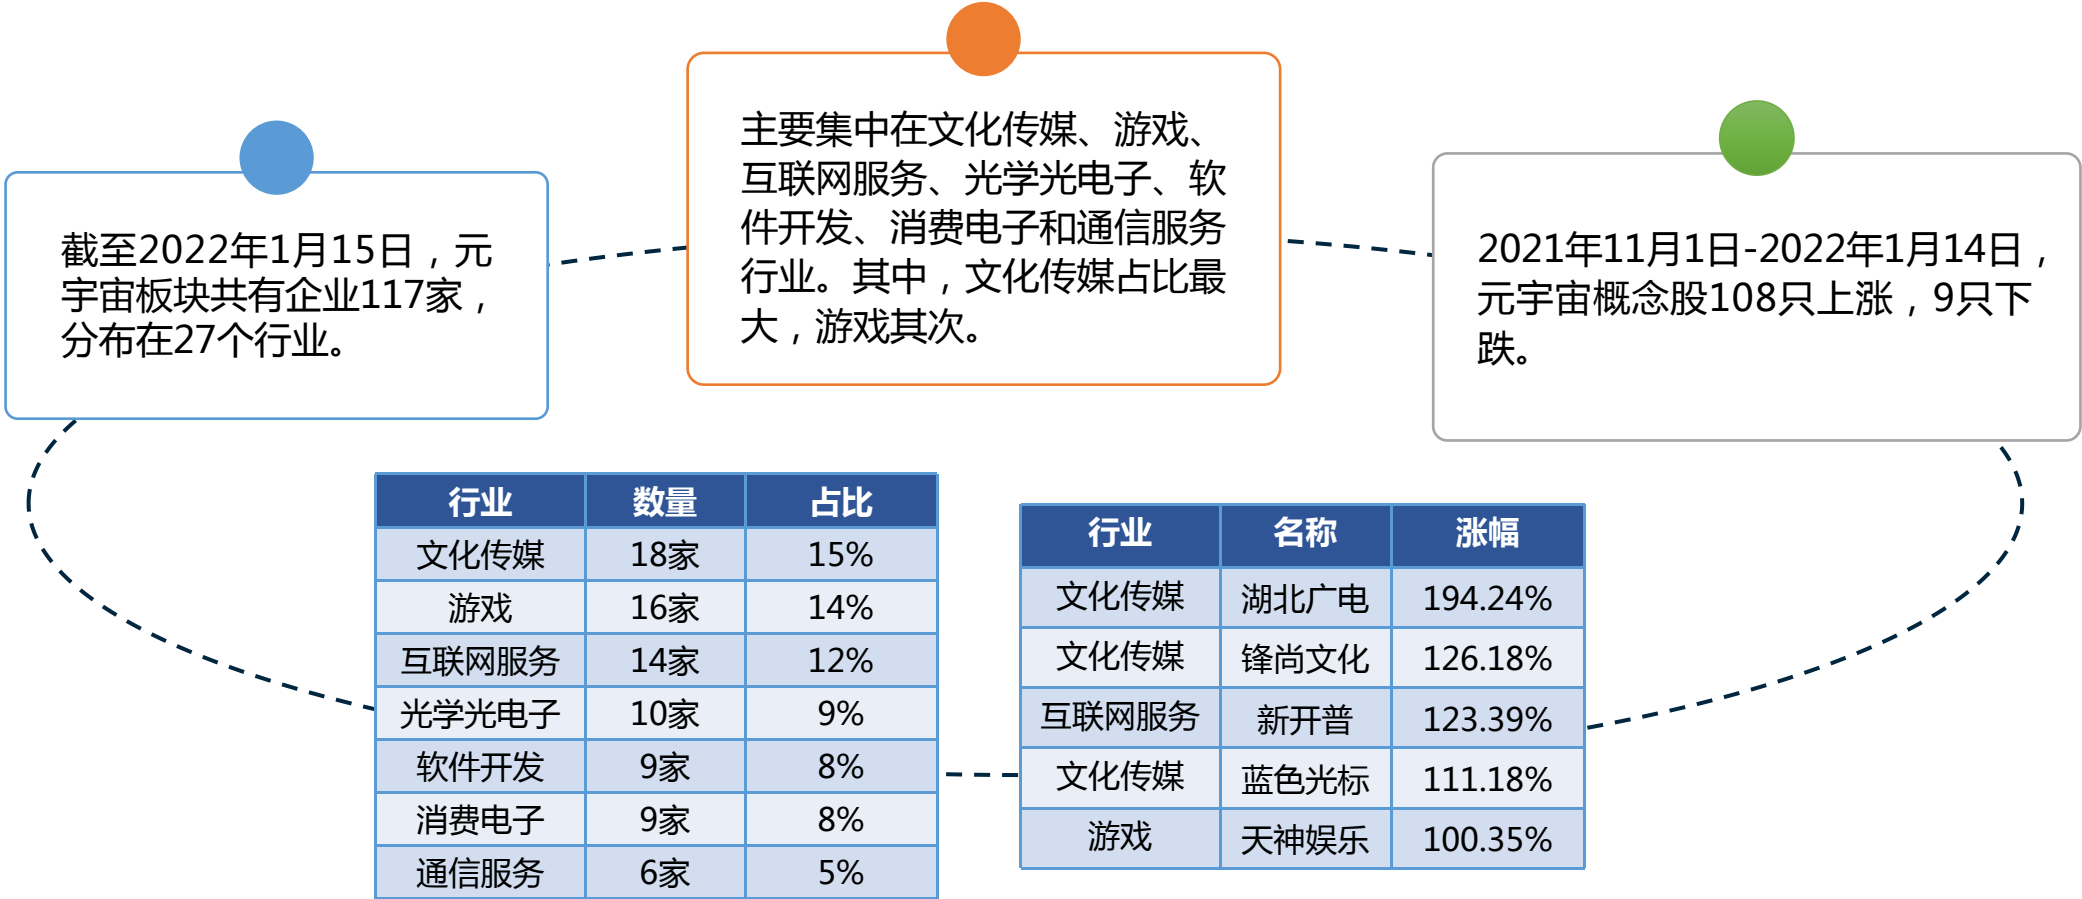 截至2022年1月15日，元
宇宙板块共有企业117家，
分布在27个行业。
主要集中在文化传媒、游戏、
互联网服务、光学光电子、软
件开发、消费电子和通信服务
行业。其中，文化传媒占比最
大，游戏其次。
2021年11月1日-2022年1月14日，
元宇宙概念股108只上涨，9只下
跌。
行业 数量 占比
文化传媒 18家 15%
游戏 16家 14%
互联网服务 14家 12%
光学光电子 10家 9%
软件开发 9家 8%
消费电子 9家 8%
通信服务 6家 5%
行业 名称 涨幅
文化传媒 湖北广电 194.24%
文化传媒 锋尚文化 126.18%
互联网服务 新开普 123.39%
文化传媒 蓝色光标 111.18%
游戏 天神娱乐 100.35%